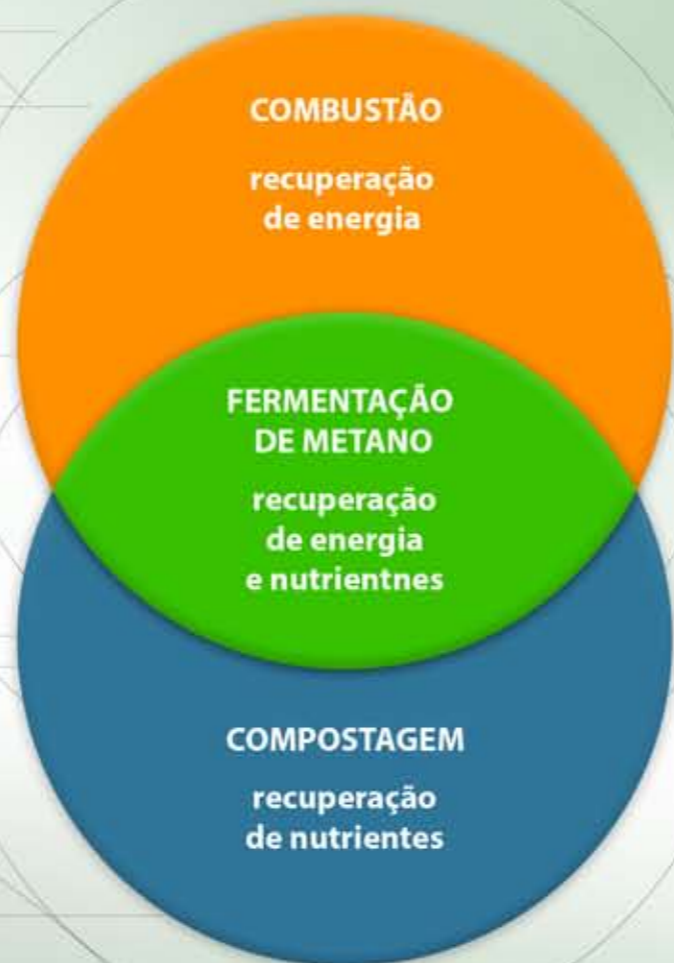 COMBUSTÃO
recuperação
de energia
FERMENTAÇÃO
DE METANO
recuperação
de energia
e nutrientnes
COMPOSTAGEM
recuperação
de nutrientes